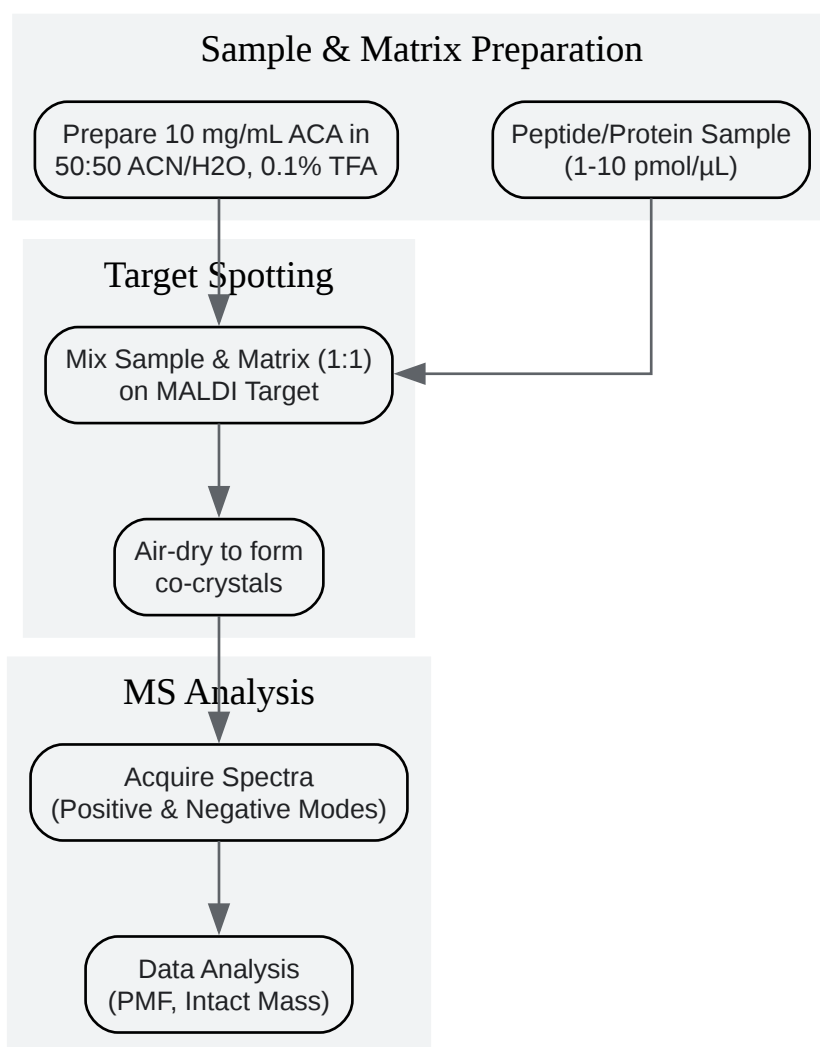 Sample & Matrix Preparation
Prepare 10 mg/mL ACA in
50:50 ACN/H2O, 0.1% TFA
Peptide/Protein Sample
(1-10 pmol/µL)
Target Spotting
Mix Sample & Matrix (1:1)
on MALDI Target
Air-dry to form
co-crystals
MS Analysis
Acquire Spectra
(Positive & Negative Modes)
Data Analysis
(PMF, Intact Mass)